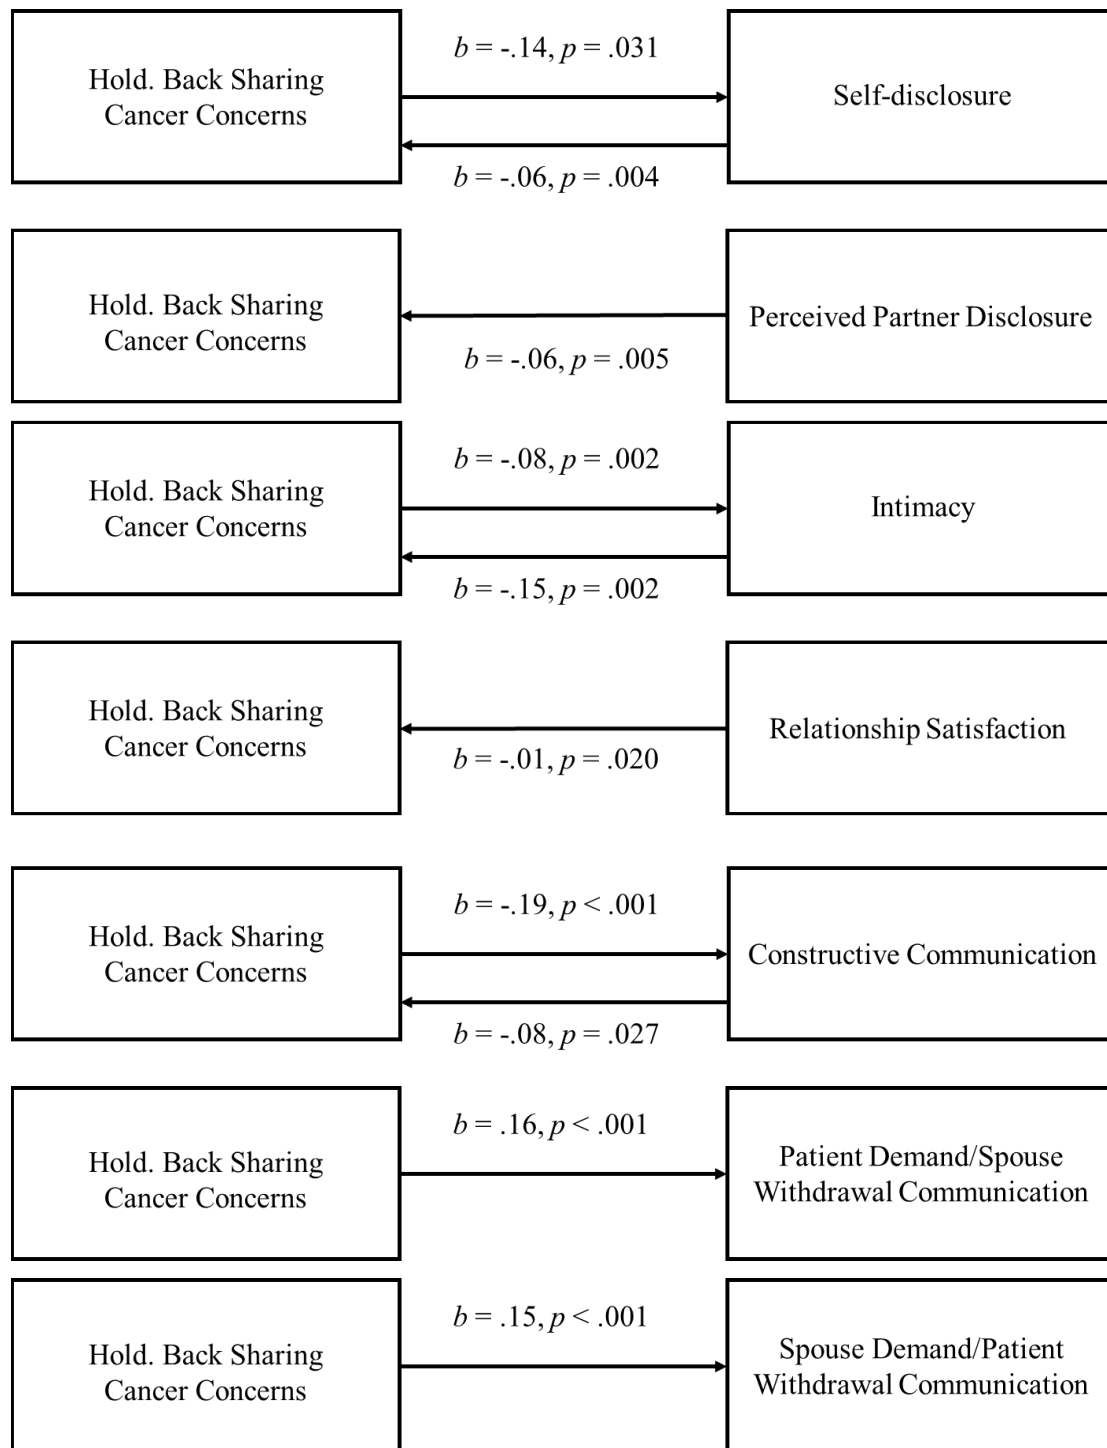 b = -.14, p = .031
Hold. Back Sharing
Cancer Concerns
Self-disclosure
b = -.06, p = .004
Hold. Back Sharing
Cancer Concerns
Perceived Partner Disclosure
b = -.06, p = .005
b = -.08, p = .002
Hold. Back Sharing
Cancer Concerns
Intimacy
b = -.15, p = .002
Hold. Back Sharing
Cancer Concerns
Relationship Satisfaction
b = -.01, p = .020
b = -.19, p < .001
Hold. Back Sharing
Cancer Concerns
Constructive Communication
b = -.08, p = .027
b = .16, p < .001
Hold. Back Sharing
Cancer Concerns
Patient Demand/Spouse
Withdrawal Communication
b = .15, p < .001
Hold. Back Sharing
Cancer Concerns
Spouse Demand/Patient
Withdrawal Communication